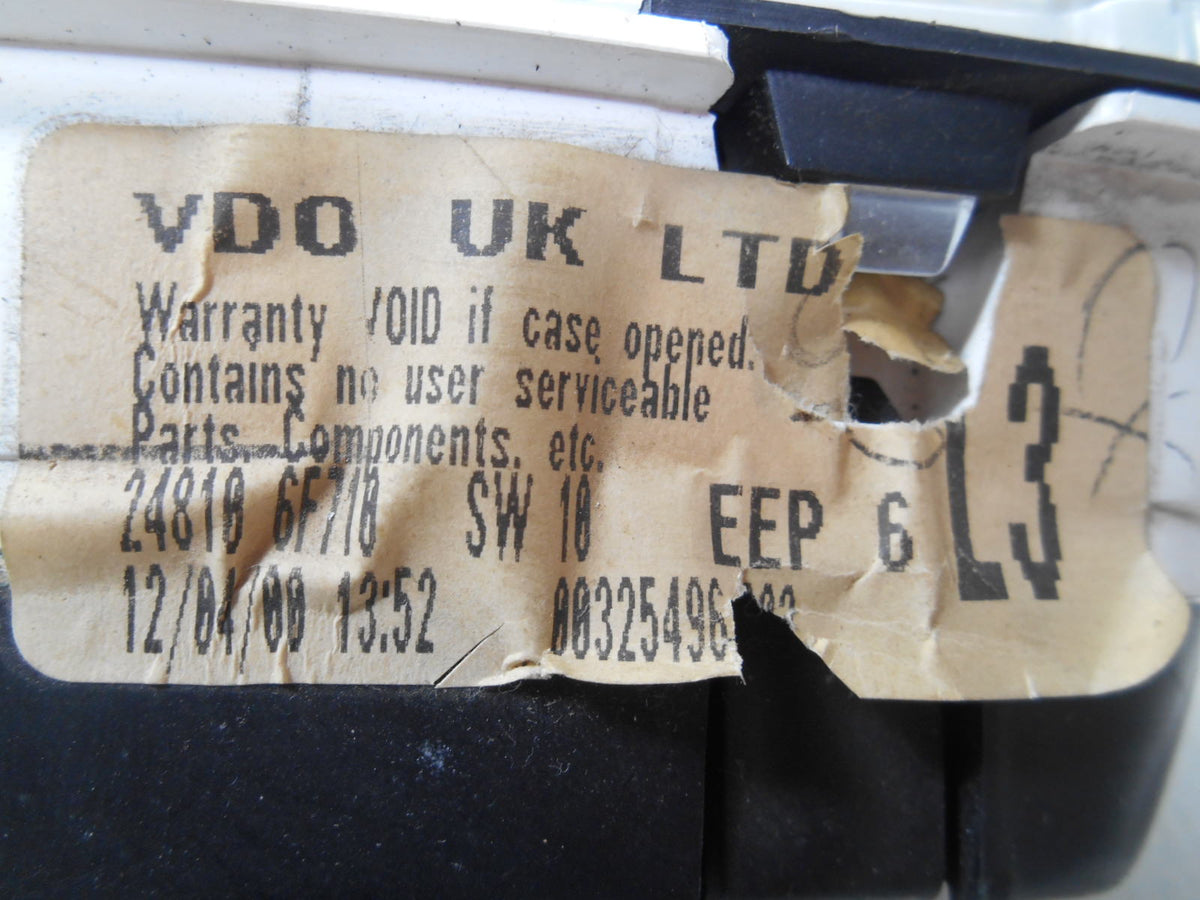 VDO UK LTD
Warranty VOID if case opened.
Contains no user serviceable
Parts. Components. etc.
24810 6F710 SW 10 EEP 6 L3
12/04/00 13:52